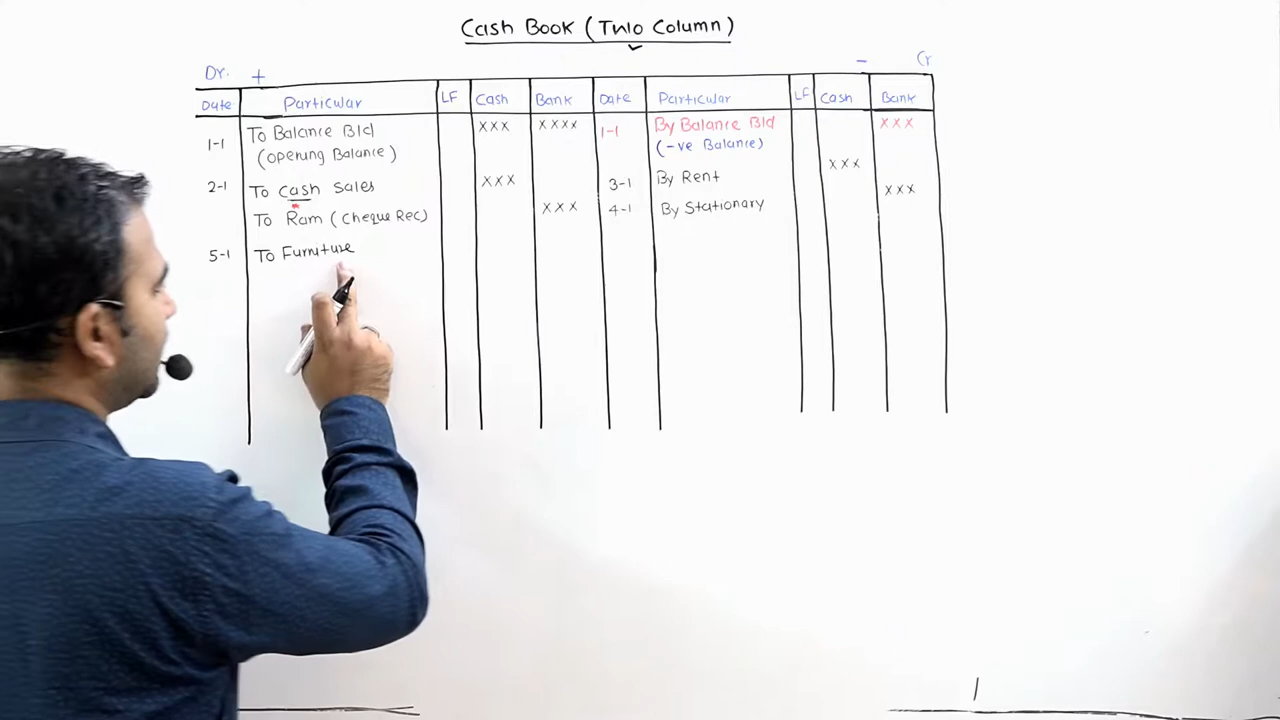 Cash Book (Two Column)
Dr. + - Cr
Date Particular LF Cash Bank Date Particular LF Cash Bank
1-1 To Balance B/d xxx xxxx 1-1 By Balance B/d xxx
(opening Balance) (-ve Balance)
2-1 To cash sales xxx 3-1 By Rent xxx
To Ram (Cheque Rec) xxx 4-1 By Stationary xxx
5-1 To Furniture